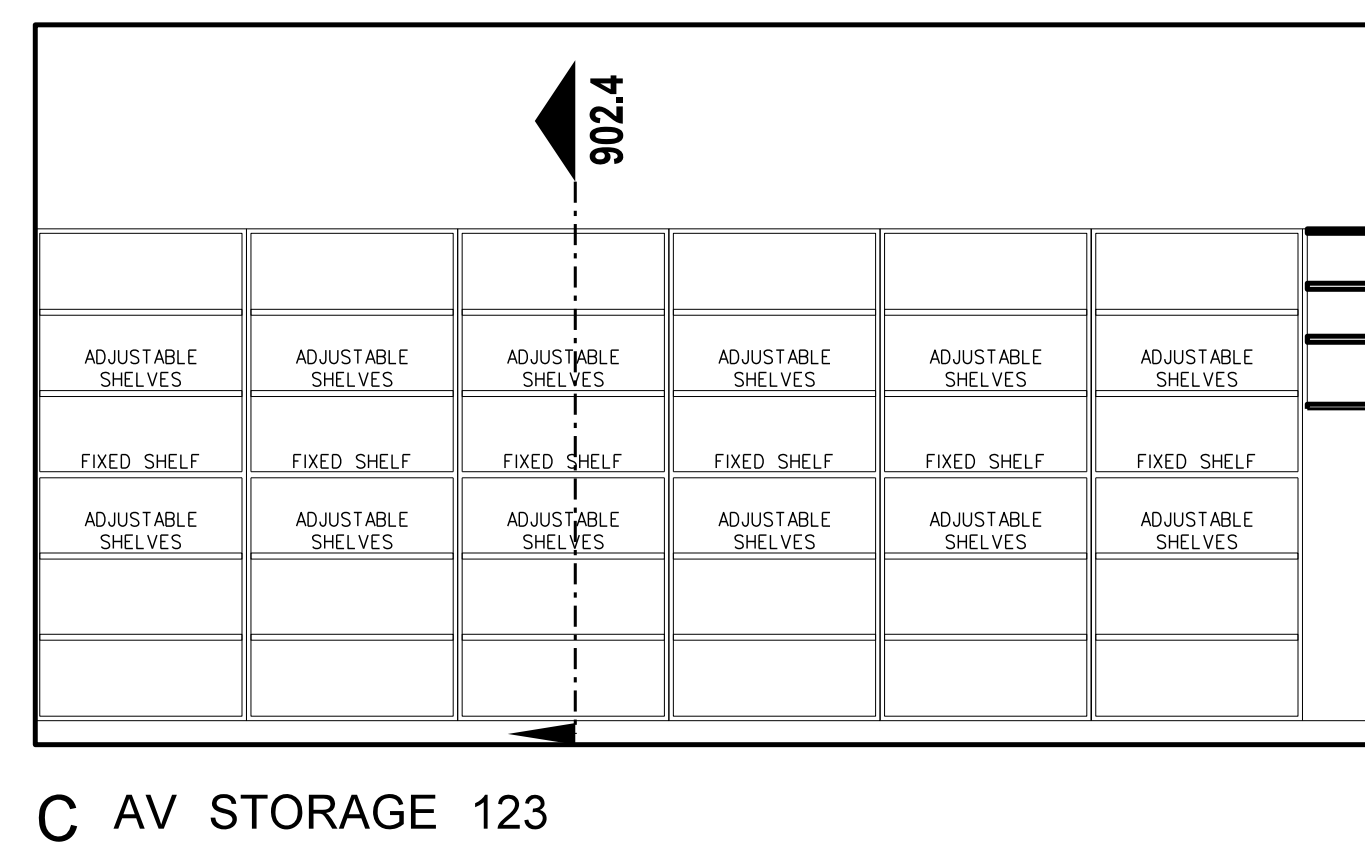 902.4
ADJUSTABLE ADJUSTABLE ADJUSTABLE ADJUSTABLE ADJUSTABLE ADJUSTABLE
SHELVES SHELVES SHELVES SHELVES SHELVES SHELVES
FIXED SHELF FIXED SHELF FIXED SHELF FIXED SHELF FIXED SHELF FIXED SHELF
ADJUSTABLE ADJUSTABLE ADJUSTABLE ADJUSTABLE ADJUSTABLE ADJUSTABLE
SHELVES SHELVES SHELVES SHELVES SHELVES SHELVES
C AV STORAGE 123